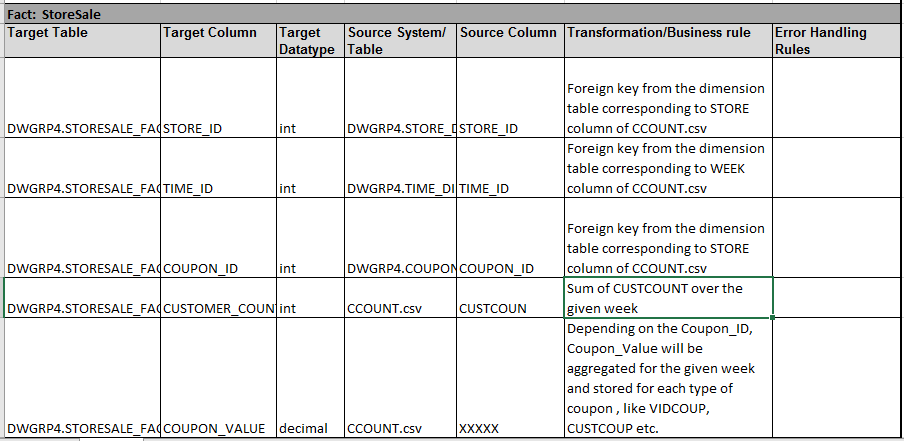 Fact: StoreSale
Target Table Target Column Target Datatype Source System/ Table Source Column Transformation/Business rule Error Handling Rules
Foreign key from the dimension
table corresponding to STORE
DWGRP4.STORESALE_FA STORE_ID int DWGRP4.STORE_D STORE_ID column of CCOUNT.csv
Foreign key from the dimension
table corresponding to WEEK
DWGRP4.STORESALE_FA TIME_ID int DWGRP4.TIME_DI TIME_ID column of CCOUNT.csv
Foreign key from the dimension
table corresponding to STORE
DWGRP4.STORESALE_FA COUPON_ID int DWGRP4.COUPON COUPON_ID column of CCOUNT.csv
Sum of CUSTCOUNT over the
DWGRP4.STORESALE_FA CUSTOMER_COUN int CCOUNT.csv CUSTCOUN given week
Depending on the Coupon_ID,
Coupon_Value will be
aggregated for the given week
and stored for each type of
coupon , like VIDCOUP,
DWGRP4.STORESALE_FA COUPON_VALUE decimal CCOUNT.csv XXXXX CUSTCOUP etc.